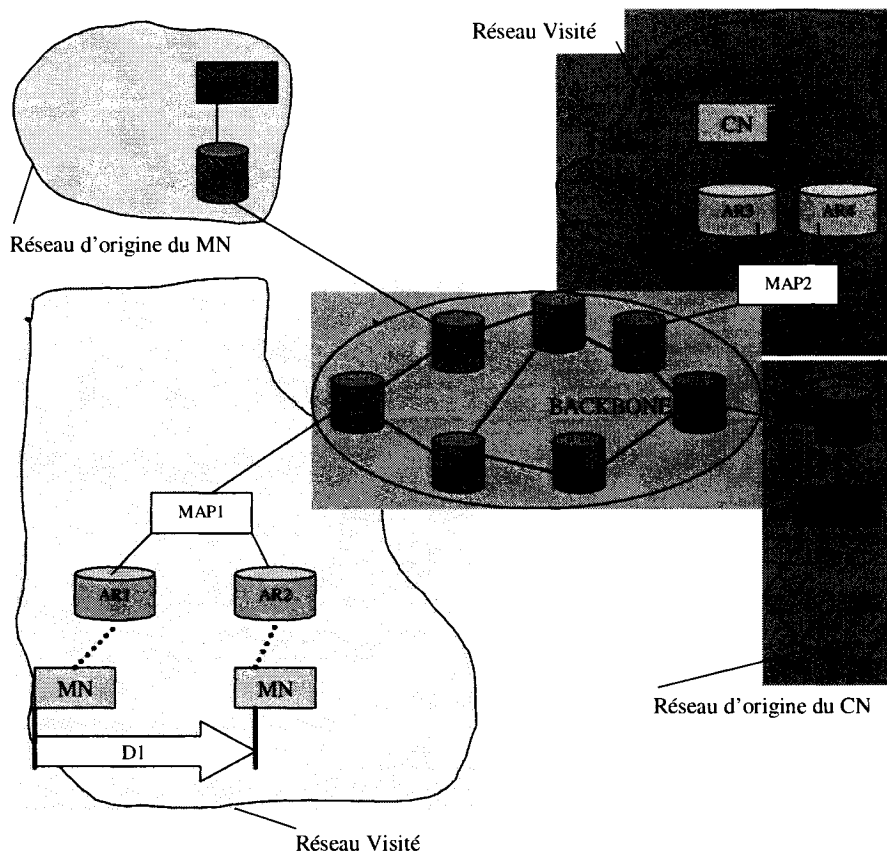 Réseau Visité
CN
AR3
AR4
Réseau d'origine du MN
MAP2
BACKBONE
MAP1
AR1
AR2
MN
MN
Réseau d'origine du CN
D1
Réseau Visité